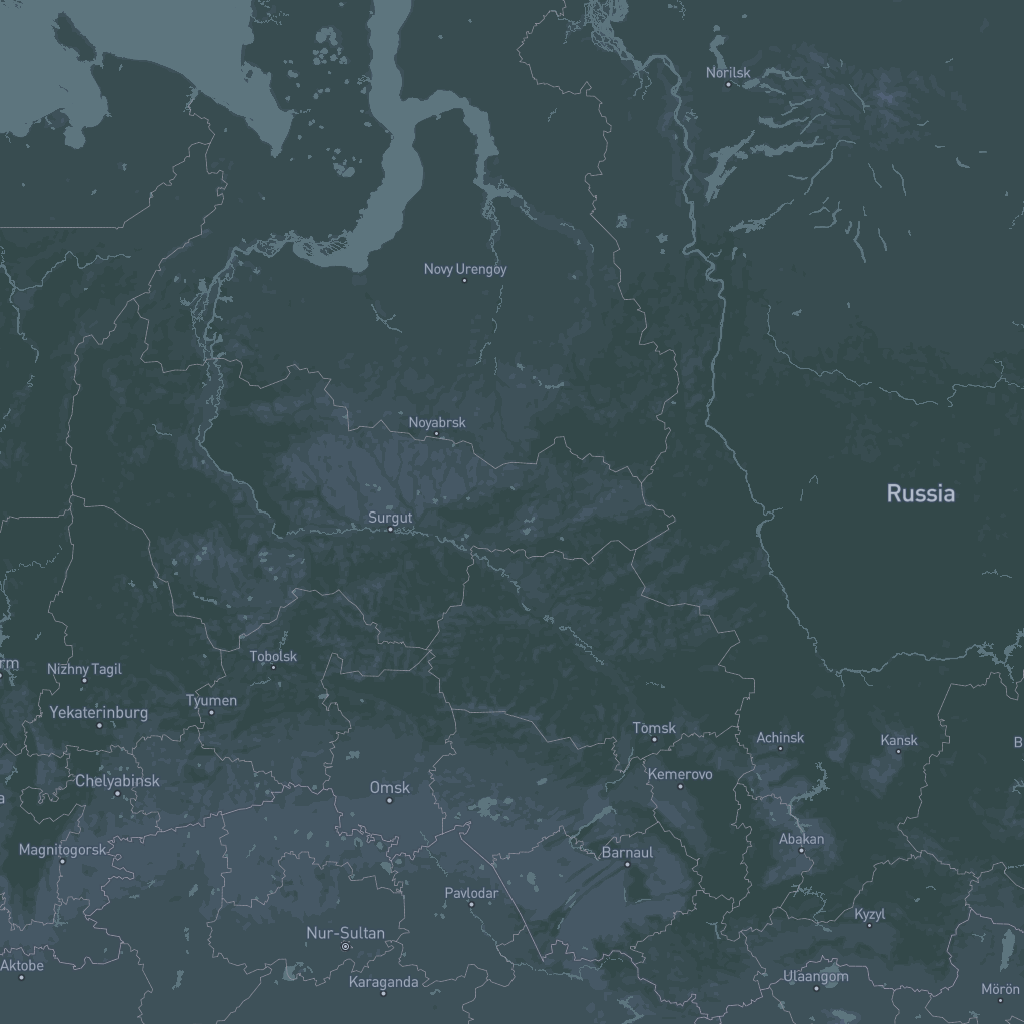 Norilsk
Novy Urengoy
Noyabrsk
Russia
Surgut
Tobolsk
rm
Nizhny Tagil
Tyumen
Yekaterinburg
Tomsk
Achinsk
Kansk
B
Kemerovo
Chelyabinsk
Omsk
a
Magnitogorsk
Barnaul
Abakan
Pavlodar
Kyzyl
Nur-Sultan
Aktobe
Ulaangom
Karaganda
Mörön